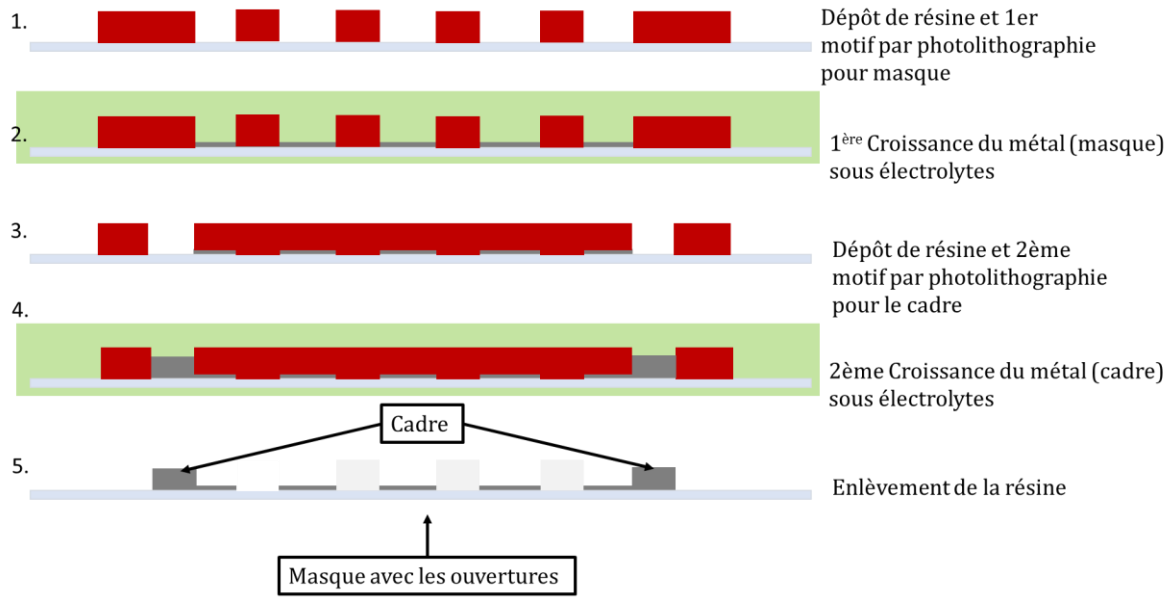 1.
Dépôt de résine et 1er
motif par photolithographie
pour masque
2.
1ère Croissance du métal (masque)
sous électrolytes
3.
Dépôt de résine et 2ème
motif par photolithographie
pour le cadre
4.
2ème Croissance du métal (cadre)
sous électrolytes
Cadre
5.
Enlèvement de la résine
Masque avec les ouvertures